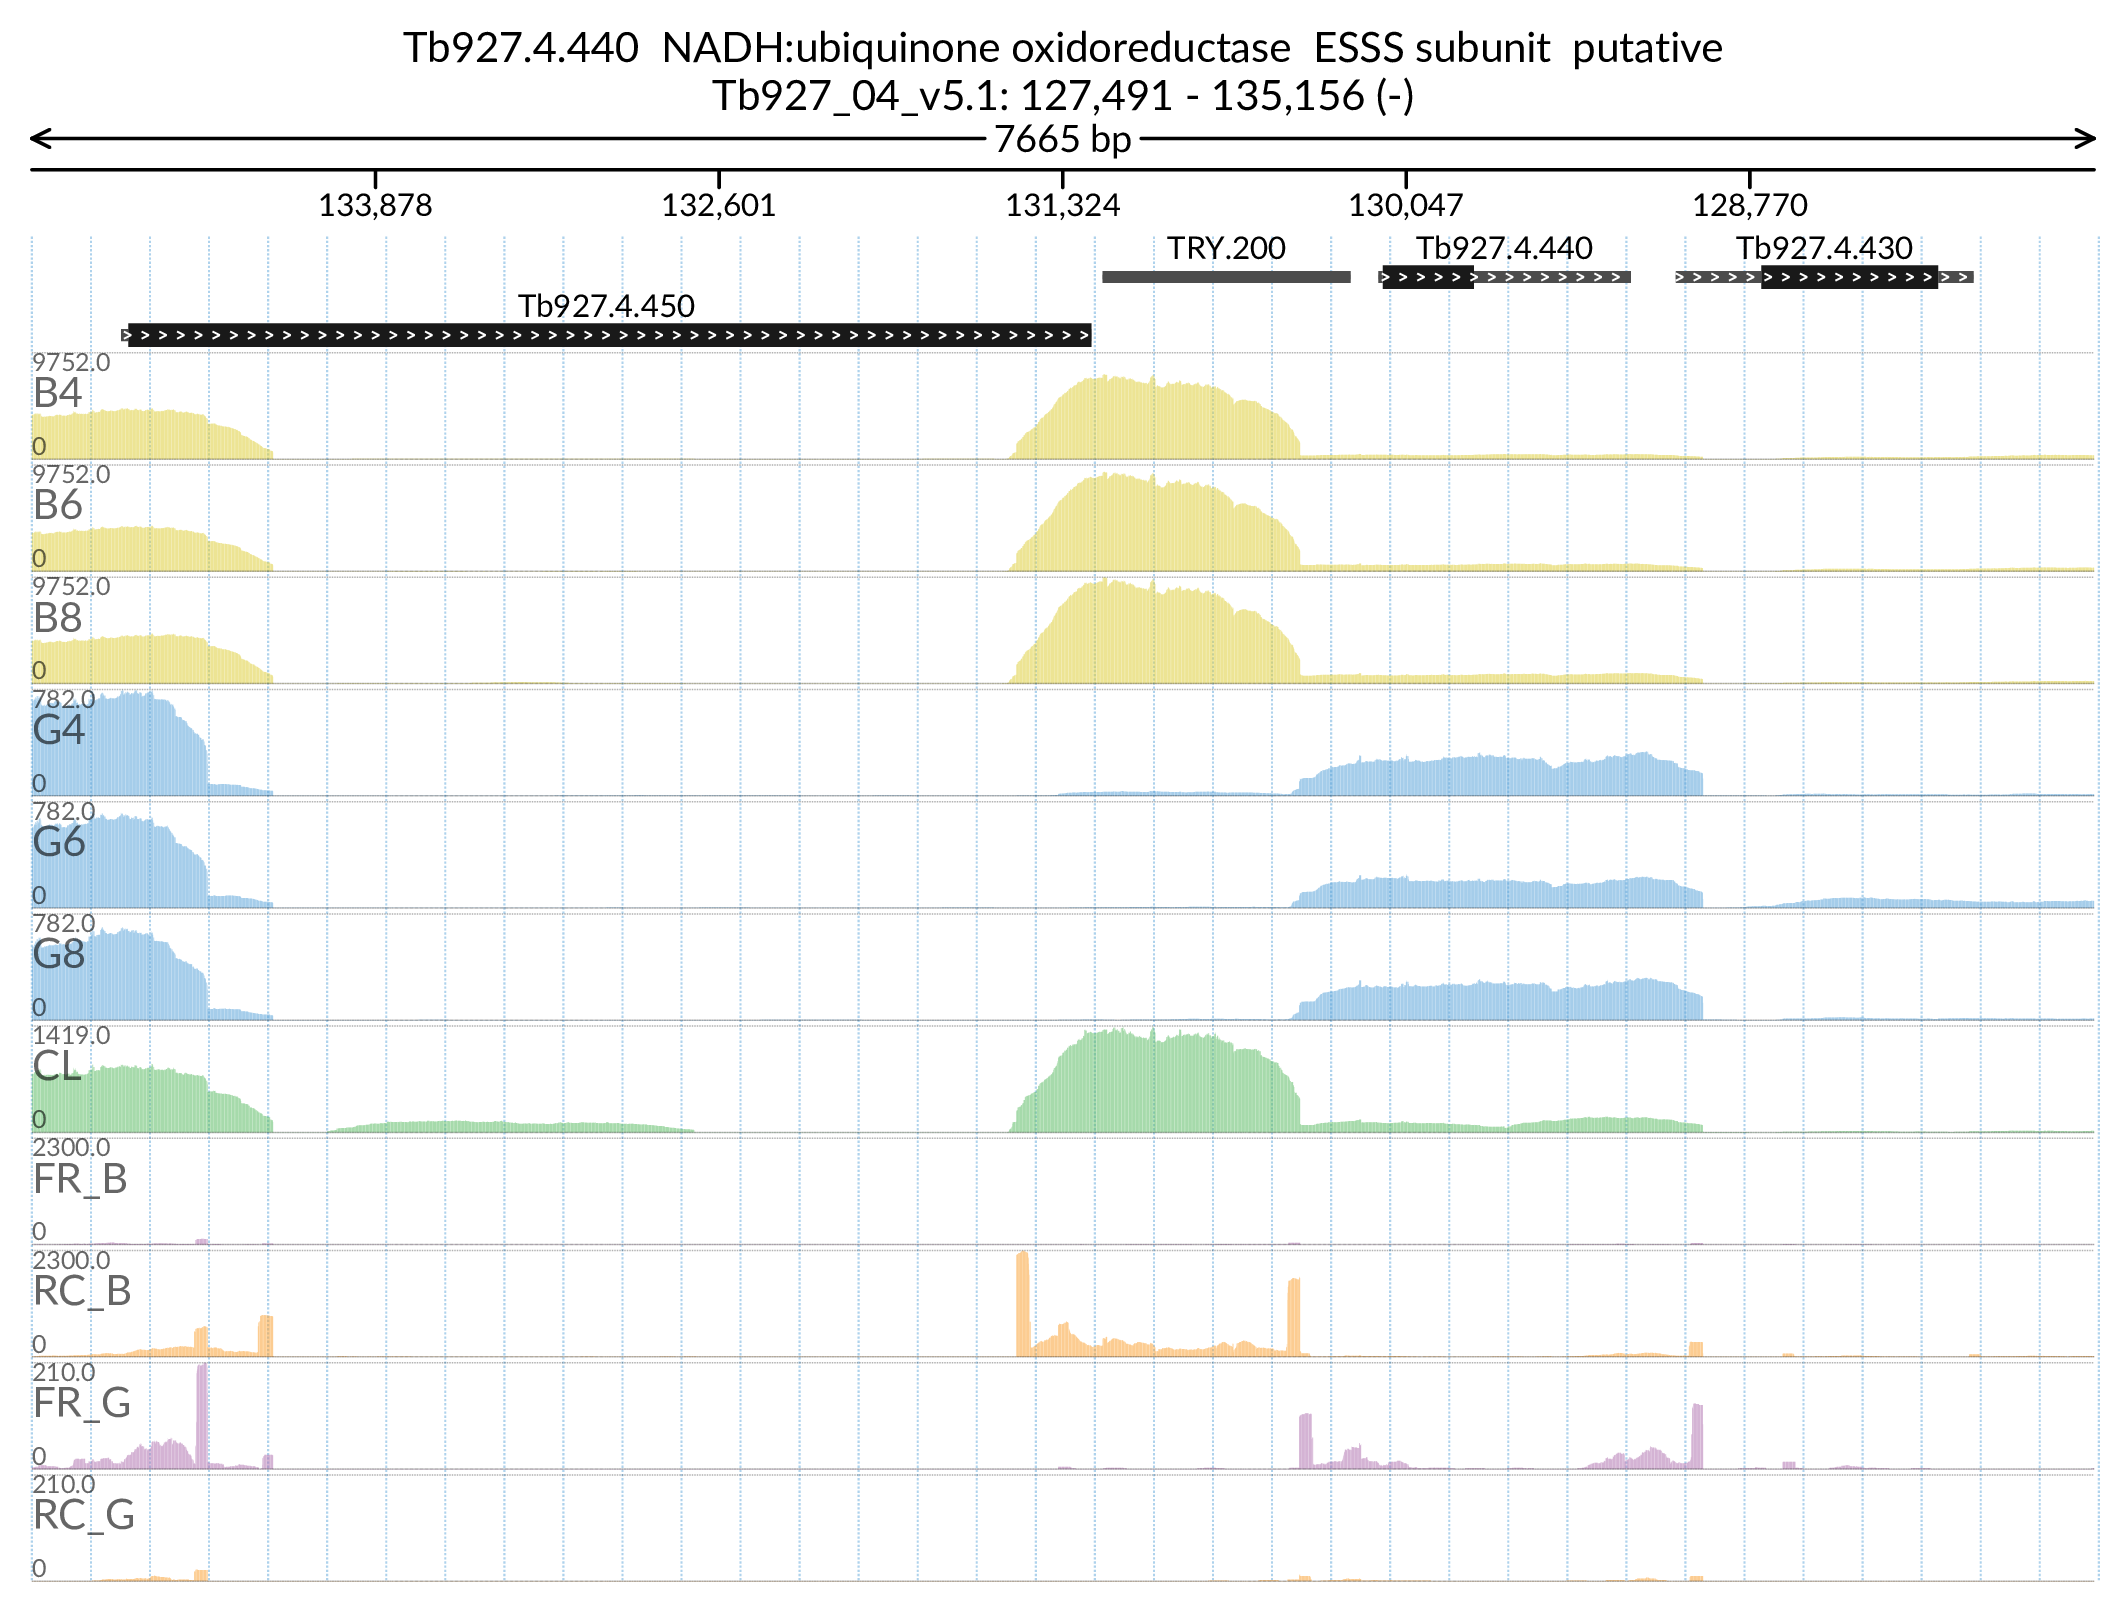 Tb927.4.440  NADH:ubiquinone oxidoreductase  ESSS subunit  putative
Tb927_04_v5.1: 127,491 - 135,156 (-)
7665 bp
133,878 132,601 131,324 130,047 128,770
TRY.200 Tb927.4.440 Tb927.4.430
Tb927.4.450
9752.0
B4
0
9752.0
B6
0
9752.0
B8
0
782.0
G4
0
782.0
G6
0
782.0
G8
0
1419.0
CL
0
2300.0
FR_B
0
2300.0
RC_B
0
210.0
FR_G
0
210.0
RC_G
0